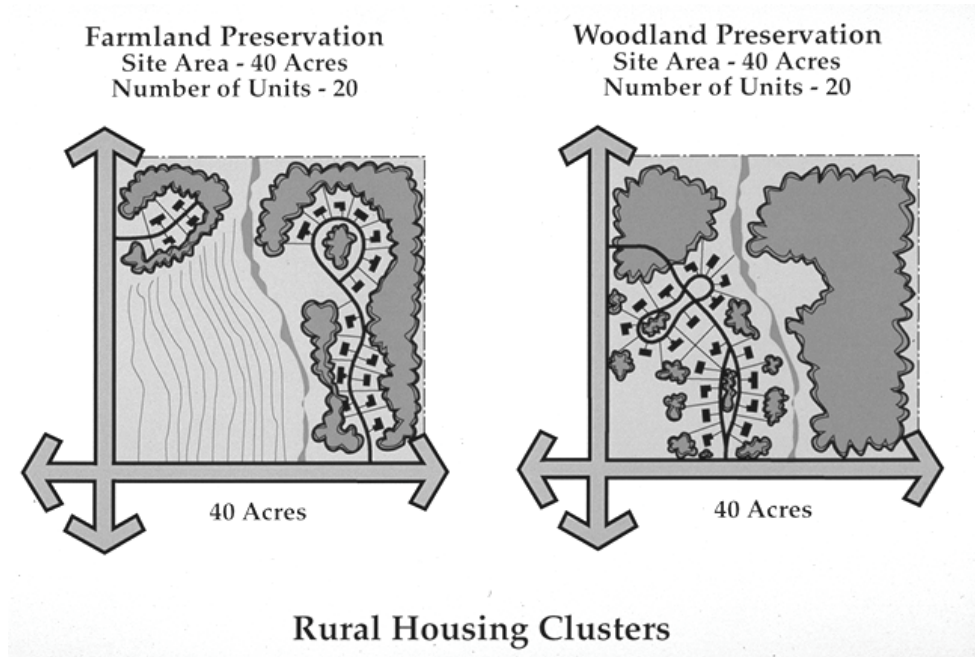 Farmland Preservation
Site Area - 40 Acres
Number of Units - 20
Woodland Preservation
Site Area - 40 Acres
Number of Units - 20
40 Acres
40 Acres
Rural Housing Clusters